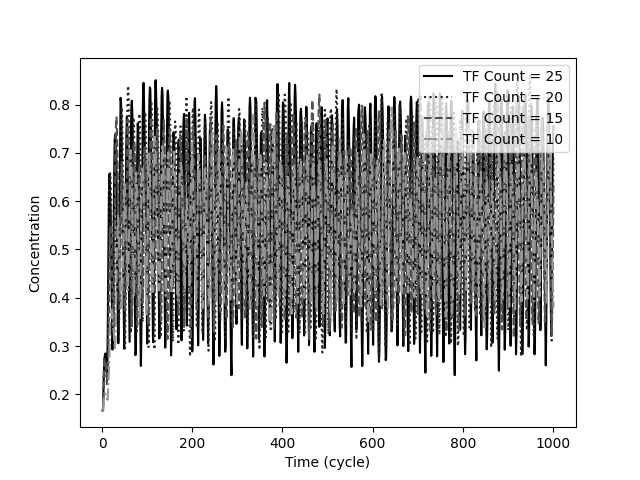 TF Count = 25
TF Count = 20
TF Count = 15
TF Count = 10
Concentration
0.8
0.7
0.6
0.5
0.4
0.3
0.2
0 200 400 600 800 1000
Time (cycle)